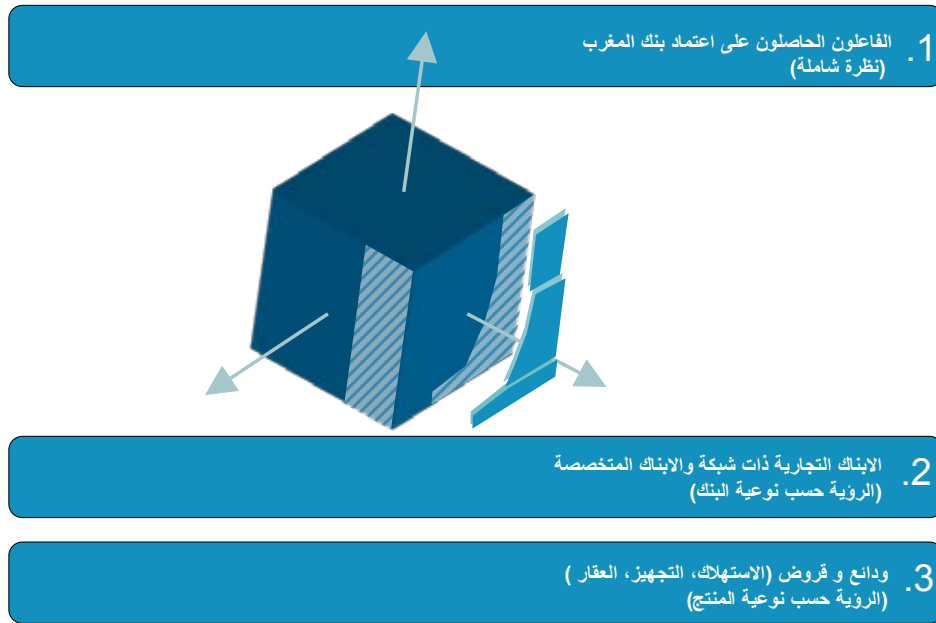 1. الفاعلون الحاصلون على اعتماد بنك المغرب
(نظرة شاملة)
2. الابناك التجارية ذات شبكة والابناك المتخصصة
(الرؤية حسب نوعية البنك)
3. ودائع و قروض (الاستهلاك، التجهيز، العقار )
(الرؤية حسب نوعية المنتج)